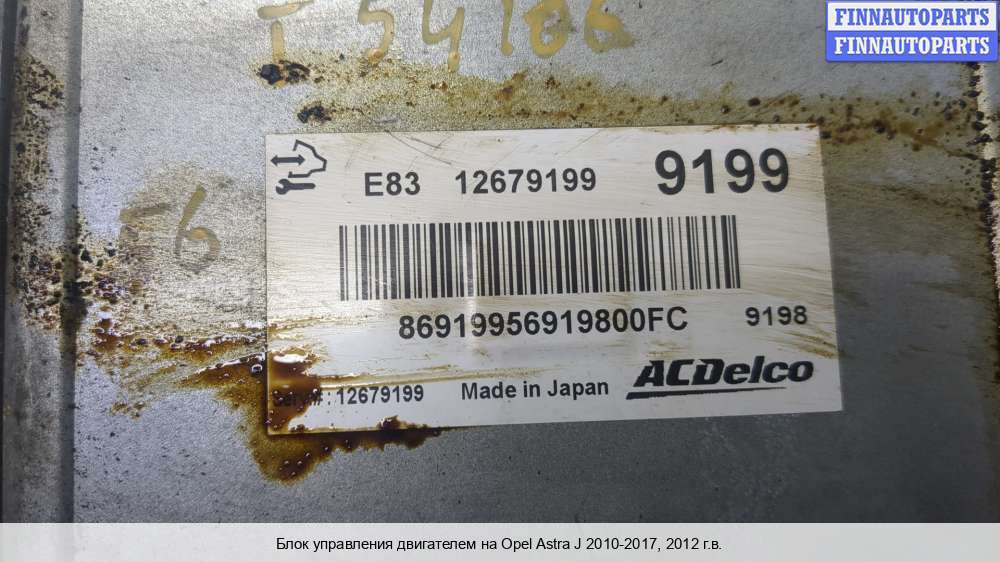 FINNAUTOPARTS
FINNAUTOPARTS
E83 12679199 9199
86919956919800FC 9198
12679199 Made in Japan ACDelco
Блок управления двигателем на Opel Astra J 2010-2017, 2012 г.в.